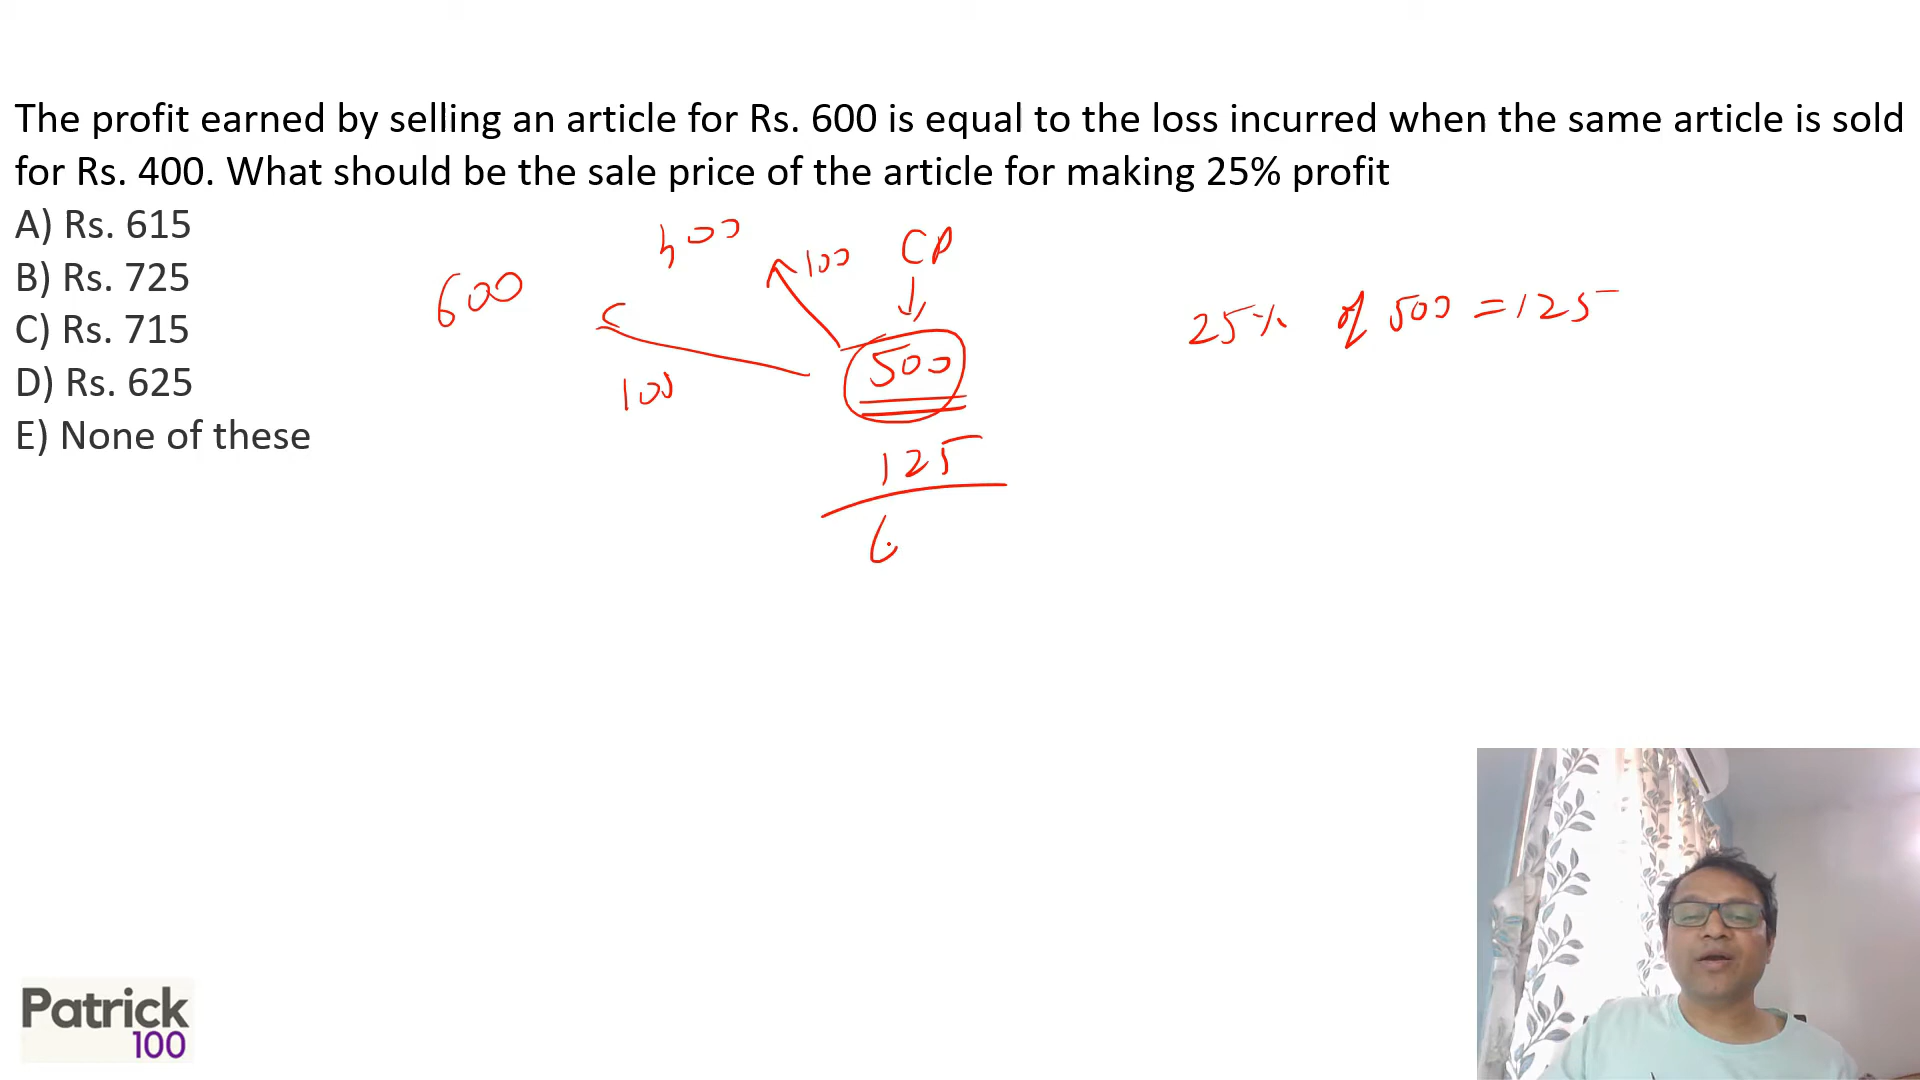 The profit earned by selling an article for Rs. 600 is equal to the loss incurred when the same article is sold
for Rs. 400. What should be the sale price of the article for making 25% profit
A) Rs. 615
B) Rs. 725
C) Rs. 715
D) Rs. 625
E) None of these
400
100
CP
600
25% of 500 = 125
500
100
125
6
Patrick
100